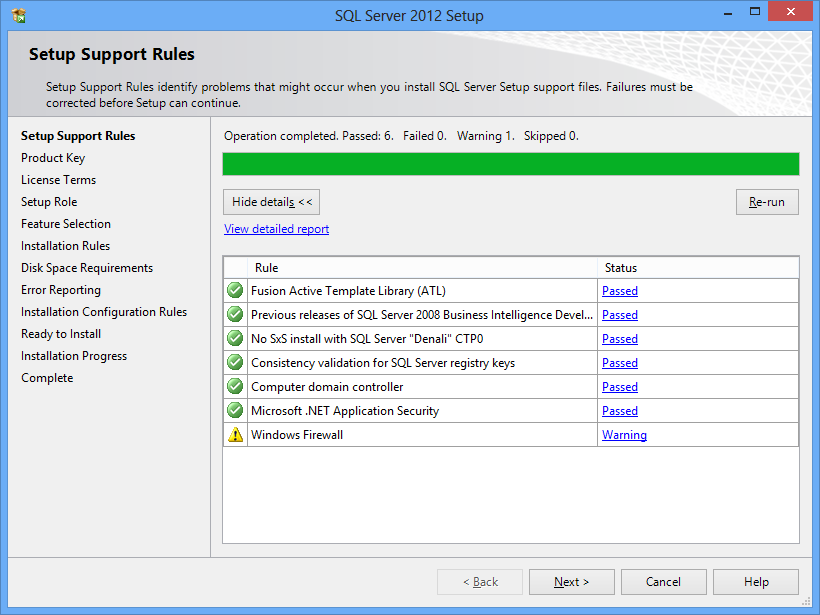 SQL Server 2012 Setup
Setup Support Rules
Setup Support Rules identify problems that might occur when you install SQL Server Setup support files. Failures must be
corrected before Setup can continue.
Setup Support Rules
Product Key
License Terms
Setup Role
Feature Selection
Installation Rules
Disk Space Requirements
Error Reporting
Installation Configuration Rules
Ready to Install
Installation Progress
Complete
Operation completed. Passed: 6. Failed 0. Warning 1. Skipped 0.
Hide details <<
Re-run
View detailed report
Rule Status
Fusion Active Template Library (ATL) Passed
Previous releases of SQL Server 2008 Business Intelligence Devel... Passed
No SxS install with SQL Server "Denali" CTP0 Passed
Consistency validation for SQL Server registry keys Passed
Computer domain controller Passed
Microsoft .NET Application Security Passed
Windows Firewall Warning
< Back Next > Cancel Help